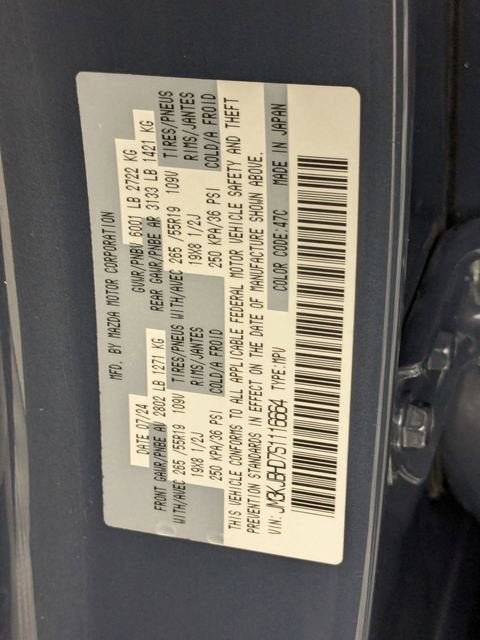 MFD. BY MAZDA MOTOR CORPORATION
DATE 07/24 GVWR/PNBV 6001 LB 2722 KG
FRONT GAWR/PNBE AV 2802 LB 1271 KG REAR GAWR/PNBE AR 3133 LB 1421 KG
WITH/AVEC 265 /55R19 109V TIRES/PNEUS WITH/AVEC 265 /55R19 109V TIRES/PNEUS
19X8 1/2J RIMS/JANTES 19X8 1/2J RIMS/JANTES
250 KPA/36 PSI COLD/A FROID 250 KPA/36 PSI COLD/A FROID
THIS VEHICLE CONFORMS TO ALL APPLICABLE FEDERAL MOTOR VEHICLE SAFETY AND THEFT
PREVENTION STANDARDS IN EFFECT ON THE DATE OF MANUFACTURE SHOWN ABOVE.
VIN: JM3KJBHD7S1116664 TYPE:MPV COLOR CODE:47C MADE IN JAPAN